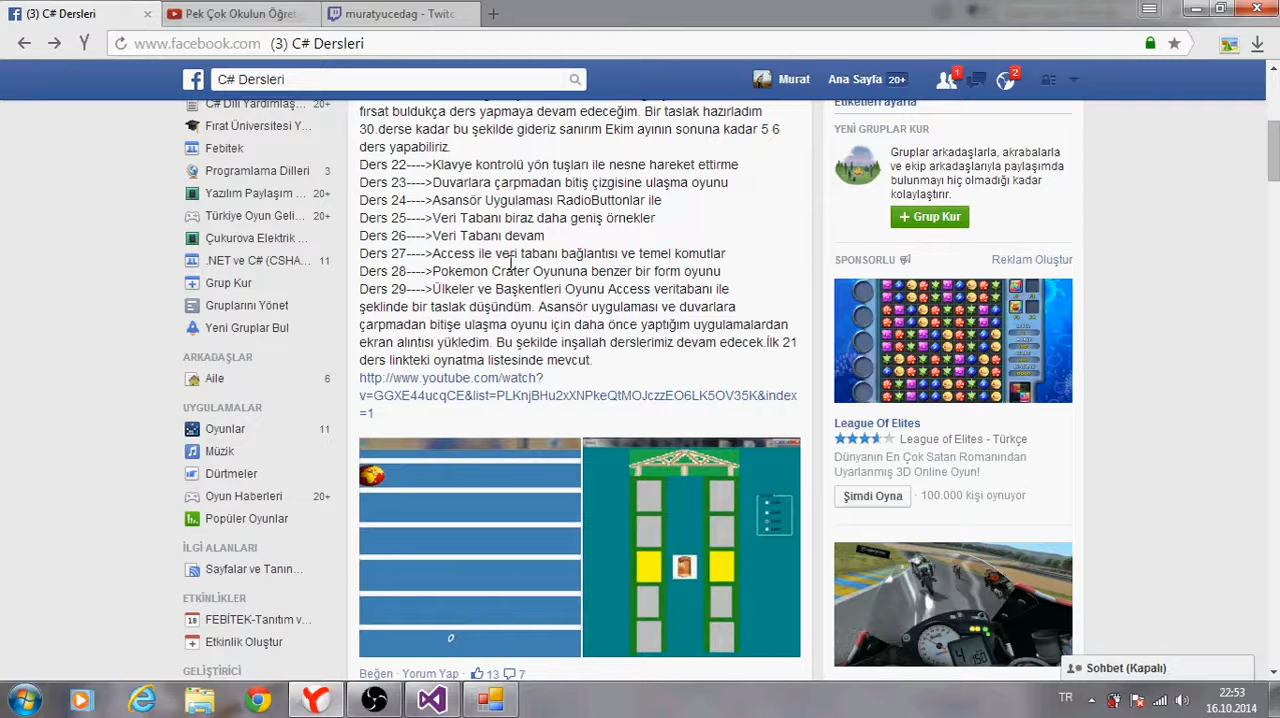 (3) C# Dersleri
Pek Çok Okulun Öğret
muratyucedag - Twitc
www.facebook.com (3) C# Dersleri
C# Dersleri
Murat
Ana Sayfa 20+
1
2
C# Dili Yardımlaş... 20+
Fırat Üniversitesi Y...
Febitek
Programlama Dilleri 3
Yazılım Paylaşım ... 20+
Türkiye Oyun Geli... 20+
Çukurova Elektrik ...
.NET ve C# (CSHA... 20+
Grup Kur
Gruplarını Yönet
Yeni Gruplar Bul
ARKADAŞLAR
Aile 6
UYGULAMALAR
Oyunlar 11
Müzik
Dürtmeler
Oyun Haberleri 20+
Popüler Oyunlar
İLGİ ALANLARI
Sayfalar ve Tanın...
ETKİNLİKLER
18 FEBİTEK-Tanıtım v...
Etkinlik Oluştur
GELİŞTİRİCİ
fırsat buldukça ders yapmaya devam edeceğim. Bir taslak hazırladım
30.derse kadar bu şekilde gideriz sanırım Ekim ayının sonuna kadar 5 6
ders yapabiliriz.
Ders 22---->Klavye kontrolü yön tuşları ile nesne hareket ettirme
Ders 23---->Duvarlara çarpmadan bitiş çizgisine ulaşma oyunu
Ders 24---->Asansör Uygulaması RadioButtonlar ile
Ders 25---->Veri Tabanı biraz daha geniş örnekler
Ders 26---->Veri Tabanı devam
Ders 27---->Access ile veri tabanı bağlantısı ve temel komutlar
Ders 28---->Pokemon Crater Oyununa benzer bir form oyunu
Ders 29---->Ülkeler ve Başkentleri Oyunu Access veritabanı ile
şeklinde bir taslak düşündüm. Asansör uygulaması ve duvarlara
çarpmadan bitişe ulaşma oyunu için daha önce yaptığım uygulamalardan
ekran alıntısı yükledim. Bu şekilde inşallah derslerimiz devam edecek.İlk 21
ders linkteki oynatma listesinde mevcut.
http://www.youtube.com/watch?
v=GGXE44ucqCE&list=PLKnjBHu2xXNPkeQtMOJczzEO6LK5OV35K&index
=1
Beğen · Yorum Yap · 13 7
Etiketleri ayarla
YENİ GRUPLAR KUR
Gruplar arkadaşlarla, akrabalarla
ve ekip arkadaşlarıyla paylaşımda
bulunmayı hiç olmadığı kadar
kolaylaştırır.
+ Grup Kur
SPONSORLU
Reklam Oluştur
League Of Elites
League of Elites - Türkçe
Dünyanın En Çok Satan Romanından
Uyarlanmış 3D Online Oyun!
Şimdi Oyna · 100.000 kişi oynuyor
Sohbet (Kapalı)
TR
22:53
16.10.2014